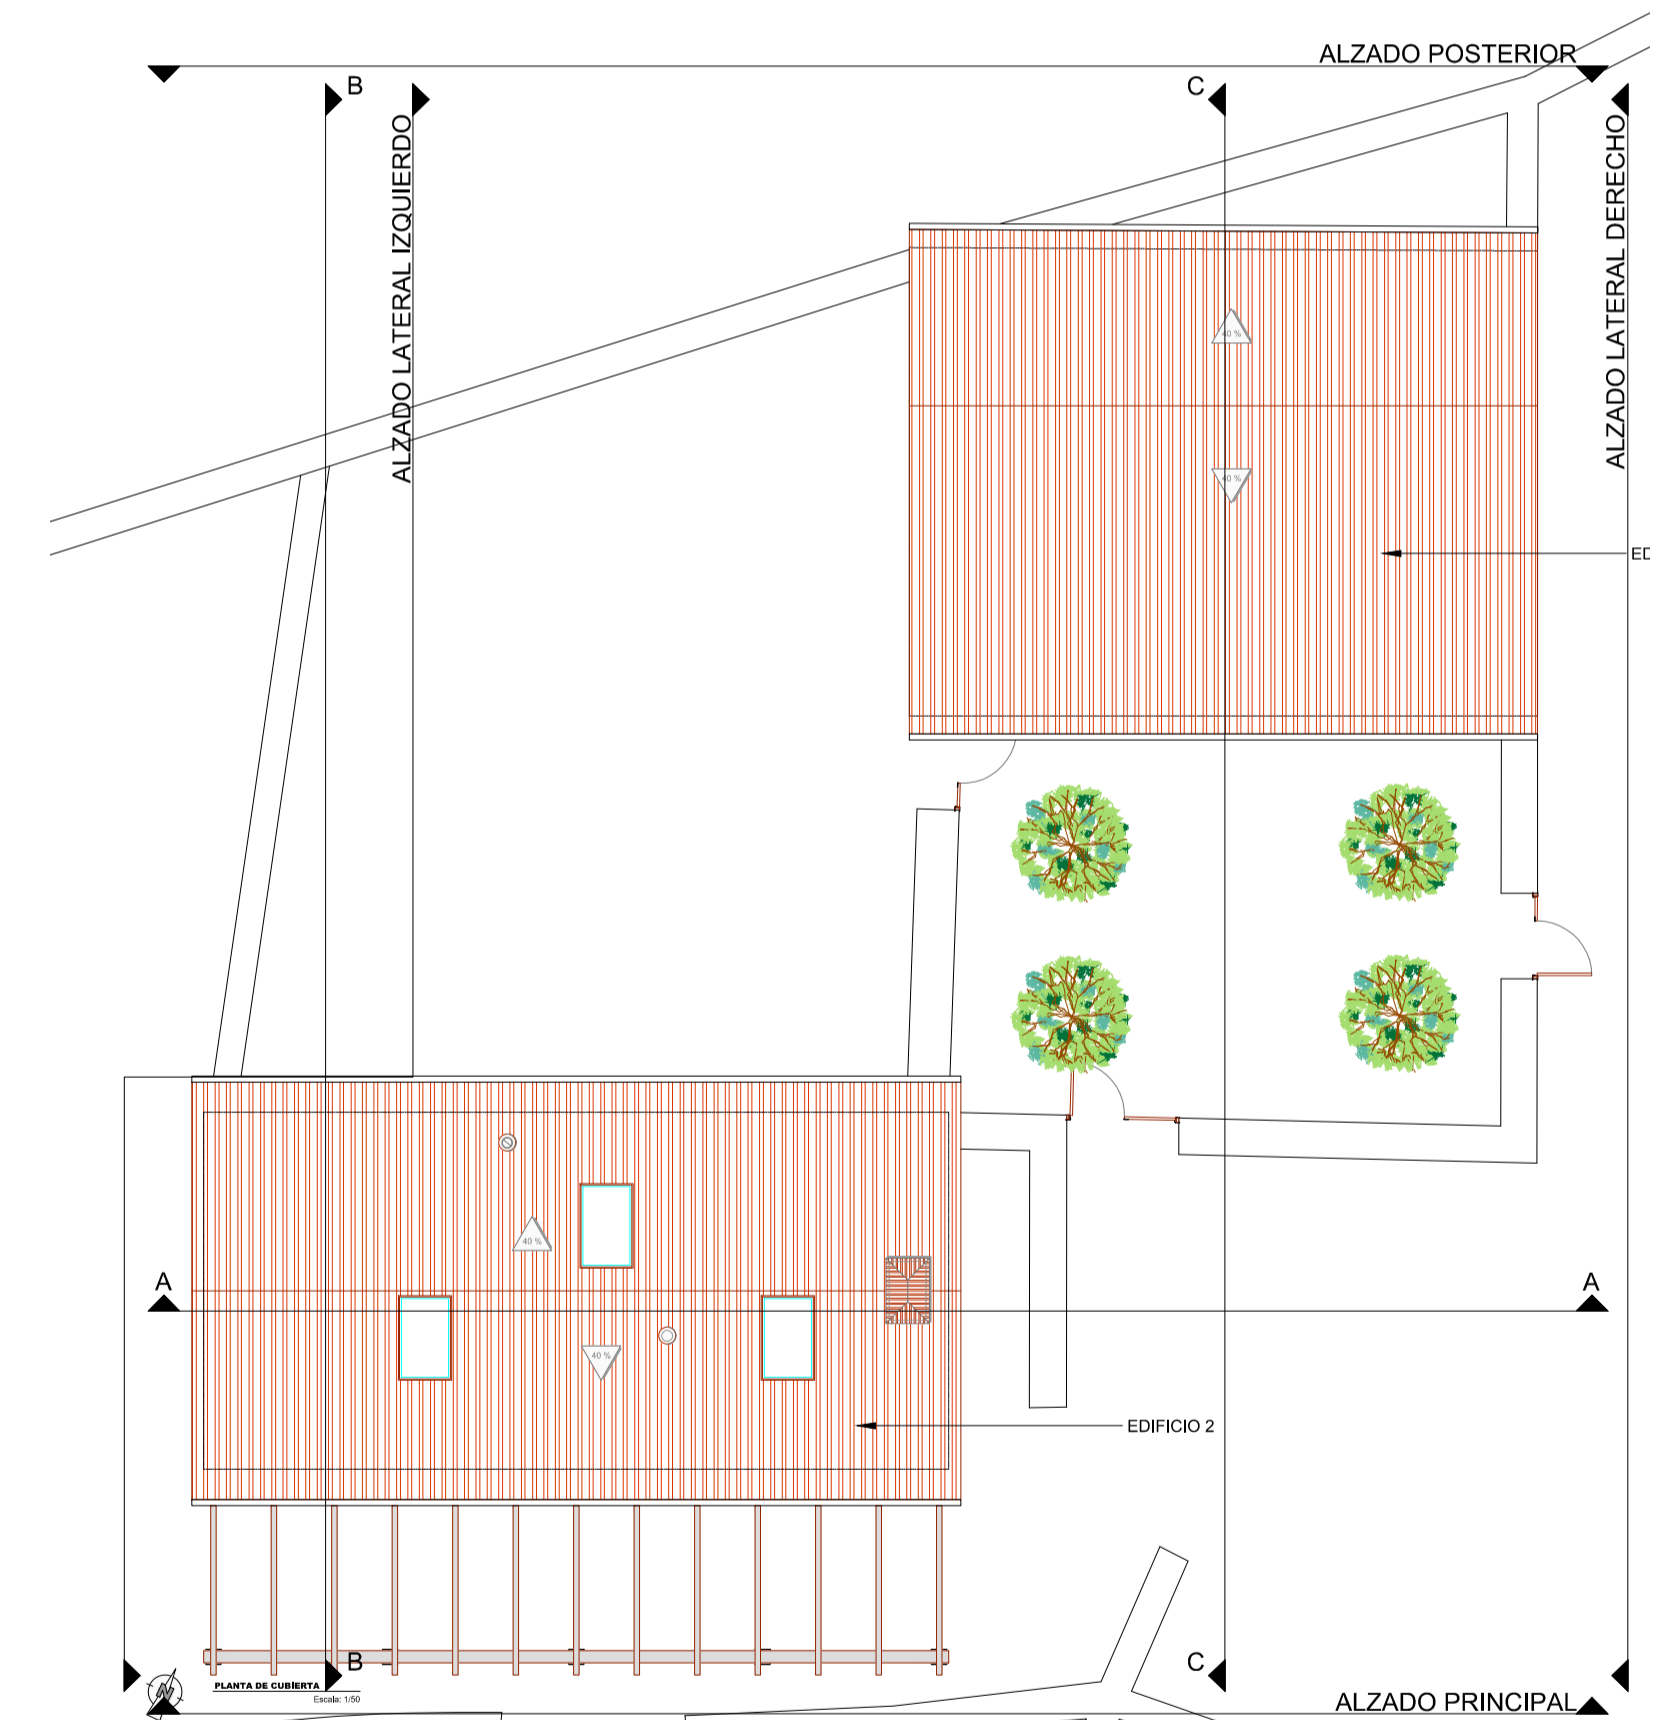 ALZADO POSTERIOR
B
C
ALZADO LATERAL IZQUIERDO
ALZADO LATERAL DERECHO
40 %
40 %
ED
A
A
40 %
40 %
EDIFICIO 2
B
C
N
PLANTA DE CUBIERTA
Escala: 1/50
ALZADO PRINCIPAL